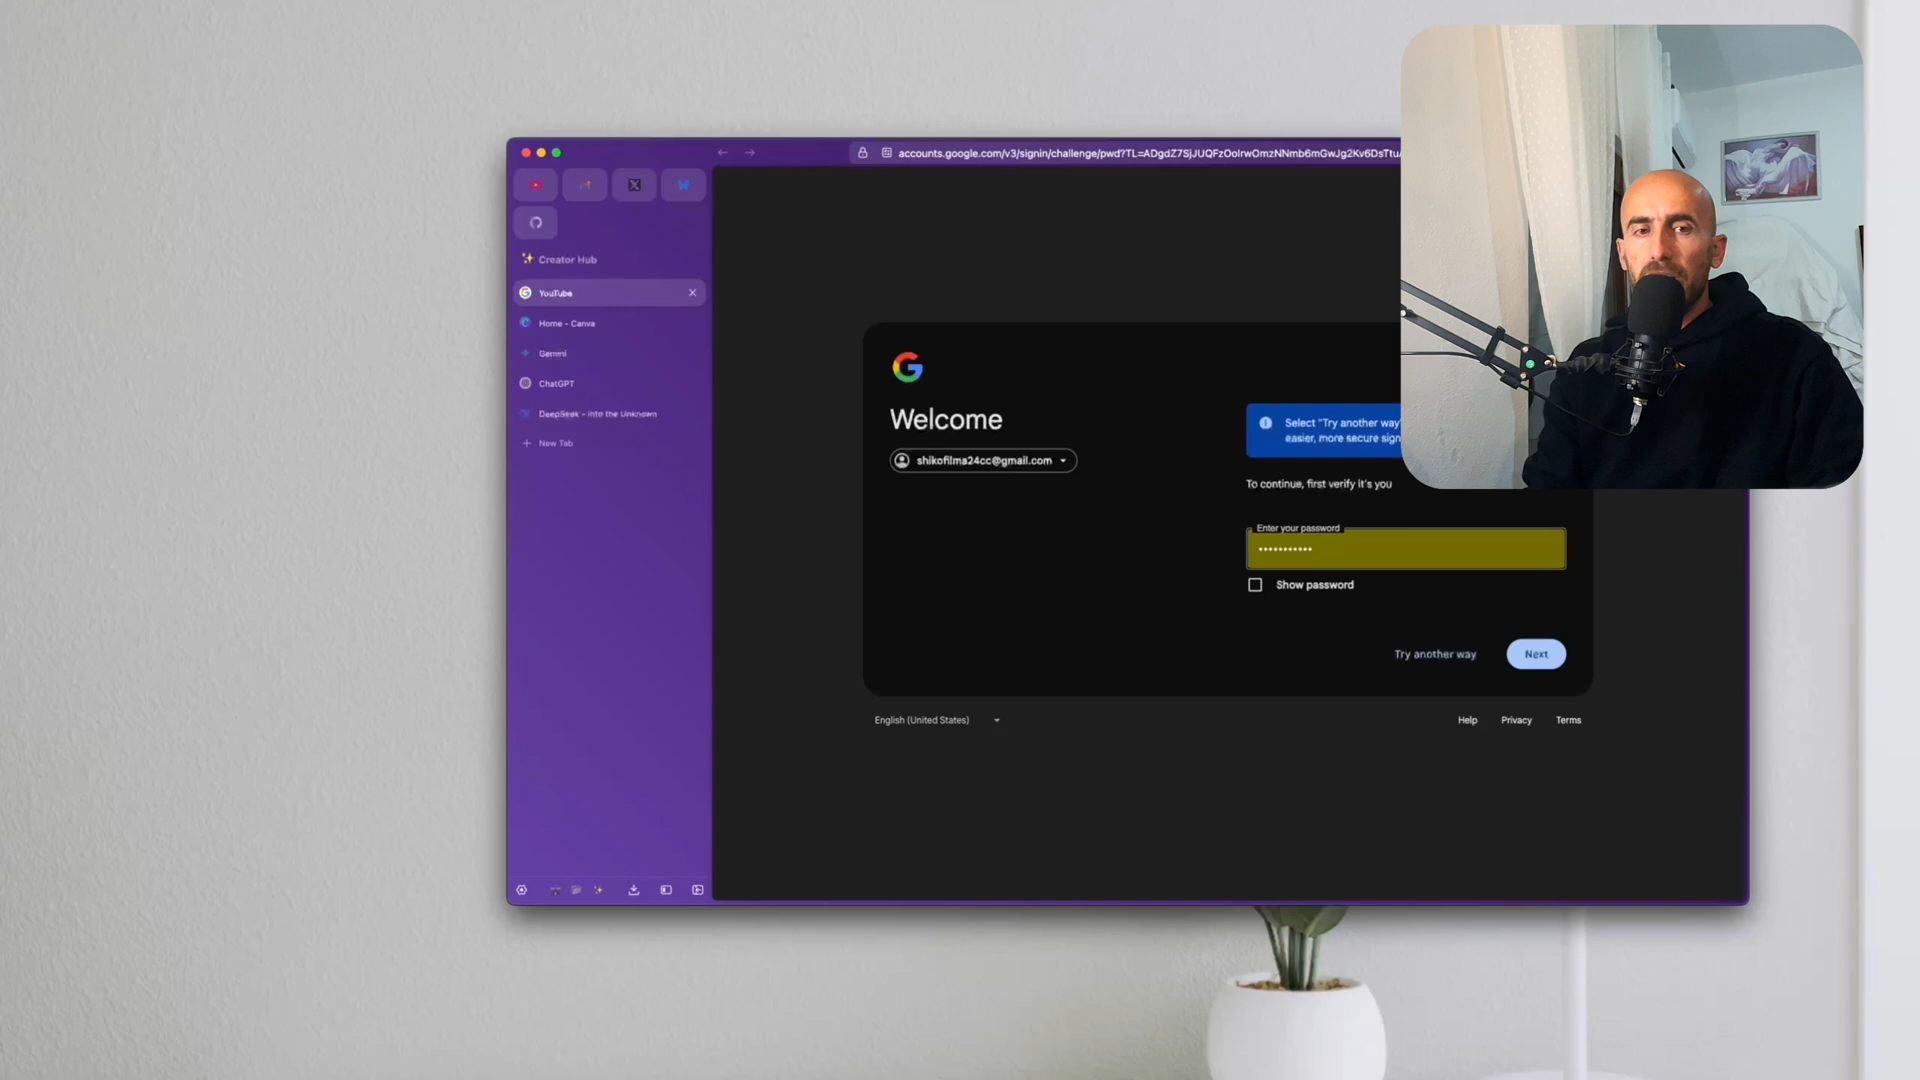 accounts.google.com/v3/signin/challenge/pwd?TL=ADgdZ7SjJUQFzOolrwOmzNNmb6mGwJg2Kv6DsTtu
Creator Hub
YouTube
Home - Canva
Gemini
ChatGPT
DeepSeek - Into the Unknown
New Tab
Welcome
shikofilma24cc@gmail.com
Select "Try another way"
easier, more secure sign
To continue, first verify it's you
Enter your password
Show password
Try another way
Next
English (United States)
Help
Privacy
Terms